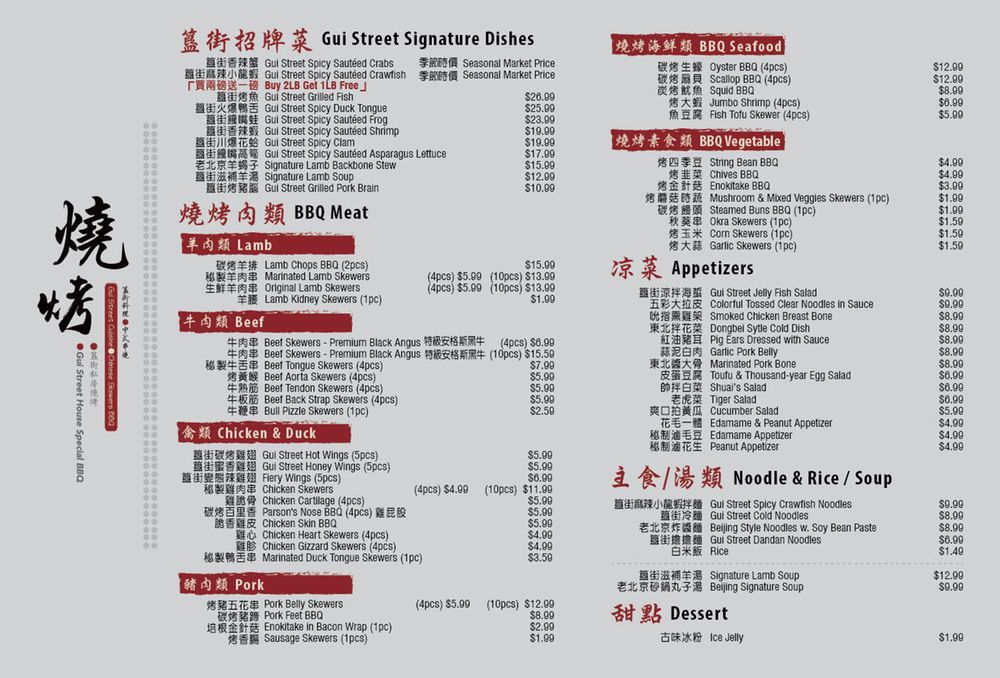 燒烤
簋街料理●中式串燒
Gui Street Cuisine●Chinese Skewers BBQ
●簋街私房燒烤
●Gui Street House Special BBQ
簋街招牌菜 Gui Street Signature Dishes
簋街香辣蟹 Gui Street Spicy Sautéed Crabs 季節時價 Seasonal Market Price
簋街麻辣小龍蝦 Gui Street Spicy Sautéed Crawfish 季節時價 Seasonal Market Price
「買兩磅送一磅 Buy 2LB Get 1LB Free」
簋街烤魚 Gui Street Grilled Fish $26.99
簋街火爆鴨舌 Gui Street Spicy Duck Tongue $25.99
簋街饞嘴蛙 Gui Street Spicy Sautéed Frog $23.99
簋街香辣蝦 Gui Street Spicy Sautéed Shrimp $19.99
簋街川爆花蛤 Gui Street Spicy Clam $19.99
簋街饞嘴萵筍 Gui Street Spicy Sautéed Asparagus Lettuce $17.99
老北京羊蝎子 Signature Lamb Backbone Stew $15.99
簋街滋補羊湯 Signature Lamb Soup $12.99
簋街烤豬腦 Gui Street Grilled Pork Brain $10.99
燒烤肉類 BBQ Meat
羊肉類 Lamb
碳烤羊排 Lamb Chops BBQ (2pcs) $15.99
秘製羊肉串 Marinated Lamb Skewers (4pcs) $5.99 (10pcs) $13.99
生鮮羊肉串 Original Lamb Skewers (4pcs) $5.99 (10pcs) $13.99
羊腰 Lamb Kidney Skewers (1pc) $1.99
牛肉類 Beef
牛肉串 Beef Skewers - Premium Black Angus 特級安格斯黑牛 (4pcs) $6.99
牛肉串 Beef Skewers - Premium Black Angus 特級安格斯黑牛 (10pcs) $15.59
秘製牛舌串 Beef Tongue Skewers (4pcs) $7.99
烤黃喉 Beef Aorta Skewers (4pcs) $5.99
牛熟筋 Beef Tendon Skewers (4pcs) $5.99
牛板筋 Beef Back Strap Skewers (4pcs) $5.99
牛鞭串 Bull Pizzle Skewers (1pc) $2.59
禽類 Chicken & Duck
簋街碳烤雞翅 Gui Street Hot Wings (5pcs) $5.99
簋街蜜香雞翅 Gui Street Honey Wings (5pcs) $5.99
簋街變態辣雞翅 Fiery Wings (5pcs) $6.99
秘製雞肉串 Chicken Skewers (4pcs) $4.99 (10pcs) $11.99
雞脆骨 Chicken Cartilage (4pcs) $5.99
碳烤百里香 Parson's Nose BBQ (4pcs) 雞屁股 $5.99
脆香雞皮 Chicken Skin BBQ $5.99
雞心 Chicken Heart Skewers (4pcs) $4.99
雞胗 Chicken Gizzard Skewers (4pcs) $4.99
秘製鴨舌串 Marinated Duck Tongue Skewers (1pc) $3.59
豬肉類 Pork
烤豬五花串 Pork Belly Skewers (4pcs) $5.99 (10pcs) $12.99
碳烤豬蹄 Pork Feet BBQ $8.99
培根金針菇 Enokitake in Bacon Wrap (1pc) $2.99
烤香腸 Sausage Skewers (1pcs) $1.99
燒烤海鮮類 BBQ Seafood
碳烤生蠔 Oyster BBQ (4pcs) $12.99
碳烤扇貝 Scallop BBQ (4pcs) $12.99
炭烤魷魚 Squid BBQ $8.99
烤大蝦 Jumbo Shrimp (4pcs) $6.99
魚豆腐 Fish Tofu Skewer (4pcs) $5.99
燒烤素食類 BBQ Vegetable
烤四季豆 String Bean BBQ $4.99
烤韭菜 Chives BBQ $4.99
烤金針菇 Enokitake BBQ $3.99
烤蘑菇時蔬 Mushroom & Mixed Veggies Skewers (1pc) $1.99
碳烤饅頭 Steamed Buns BBQ (1pc) $1.99
秋葵串 Okra Skewers (1pc) $1.59
烤玉米 Corn Skewers (1pc) $1.59
烤大蒜 Garlic Skewers (1pc) $1.59
凉菜 Appetizers
簋街涼拌海蜇 Gui Street Jelly Fish Salad $9.99
五彩大拉皮 Colorful Tossed Clear Noodles in Sauce $9.99
吮指熏雞架 Smoked Chicken Breast Bone $8.99
東北拌花菜 Dongbei Sytle Cold Dish $8.99
紅油豬耳 Pig Ears Dressed with Sauce $8.99
蒜泥白肉 Garlic Pork Belly $8.99
東北醬大骨 Marinated Pork Bone $8.99
皮蛋豆腐 Toufu & Thousand-year Egg Salad $6.99
帥拌白菜 Shuai's Salad $6.99
老虎菜 Tiger Salad $6.99
爽口拍黃瓜 Cucumber Salad $5.99
花毛一體 Edamame & Peanut Appetizer $4.99
秘制滷毛豆 Edamame Appetizer $4.99
秘制滷花生 Peanut Appetizer $4.99
主食/湯類 Noodle & Rice / Soup
簋街麻辣小龍蝦拌麵 Gui Street Spicy Crawfish Noodles $9.99
簋街冷麵 Gui Street Cold Noodles $8.99
老北京炸醬麵 Beijing Style Noodles w. Soy Bean Paste $8.99
簋街擔擔麵 Gui Street Dandan Noodles $6.99
白米飯 Rice $1.49
簋街滋補羊湯 Signature Lamb Soup $12.99
老北京砂鍋丸子湯 Beijing Signature Soup $9.99
甜點 Dessert
古味冰粉 Ice Jelly $1.99